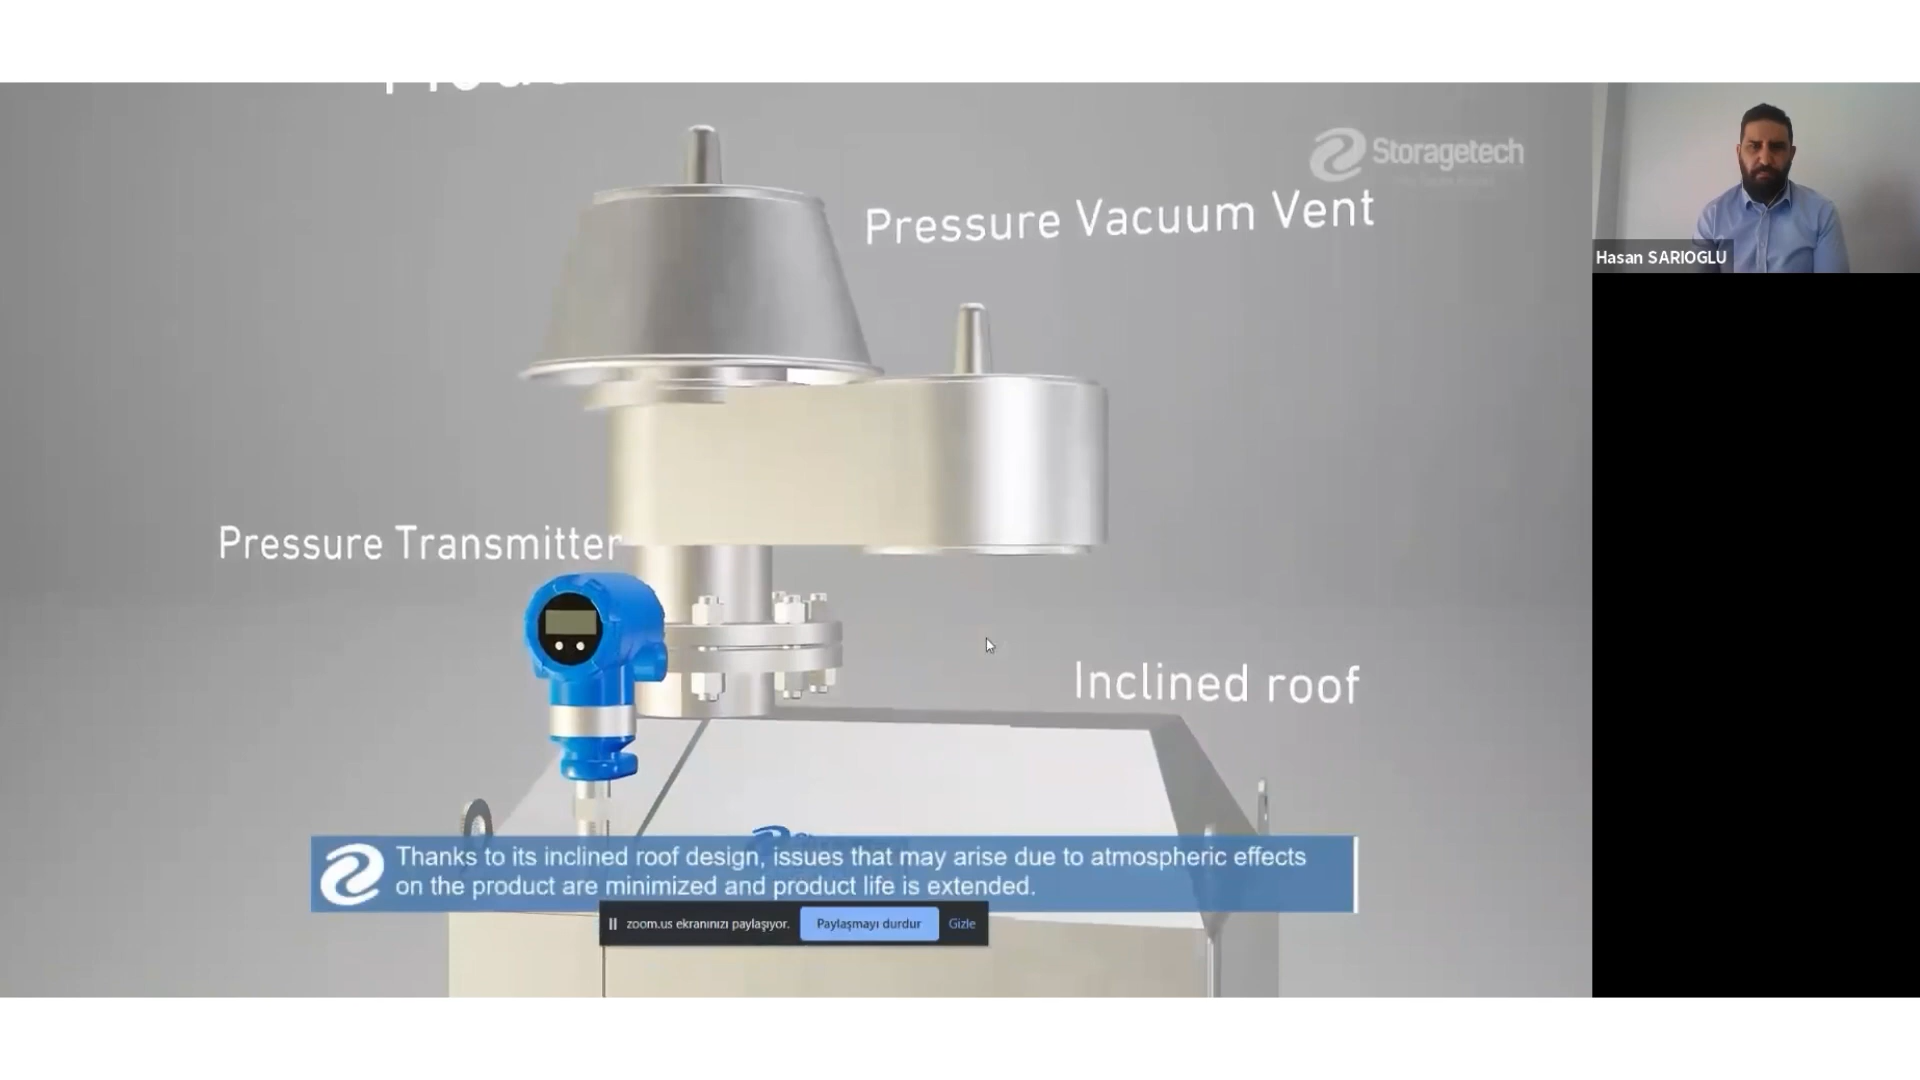 Storagetech
Pressure Vacuum Vent
Hasan SARIOGLU
Pressure Transmitter
Inclined roof
Thanks to its inclined roof design, issues that may arise due to atmospheric effects
on the product are minimized and product life is extended.
zoom.us ekranınızı paylaşıyor. Paylaşmayı durdur Gizle